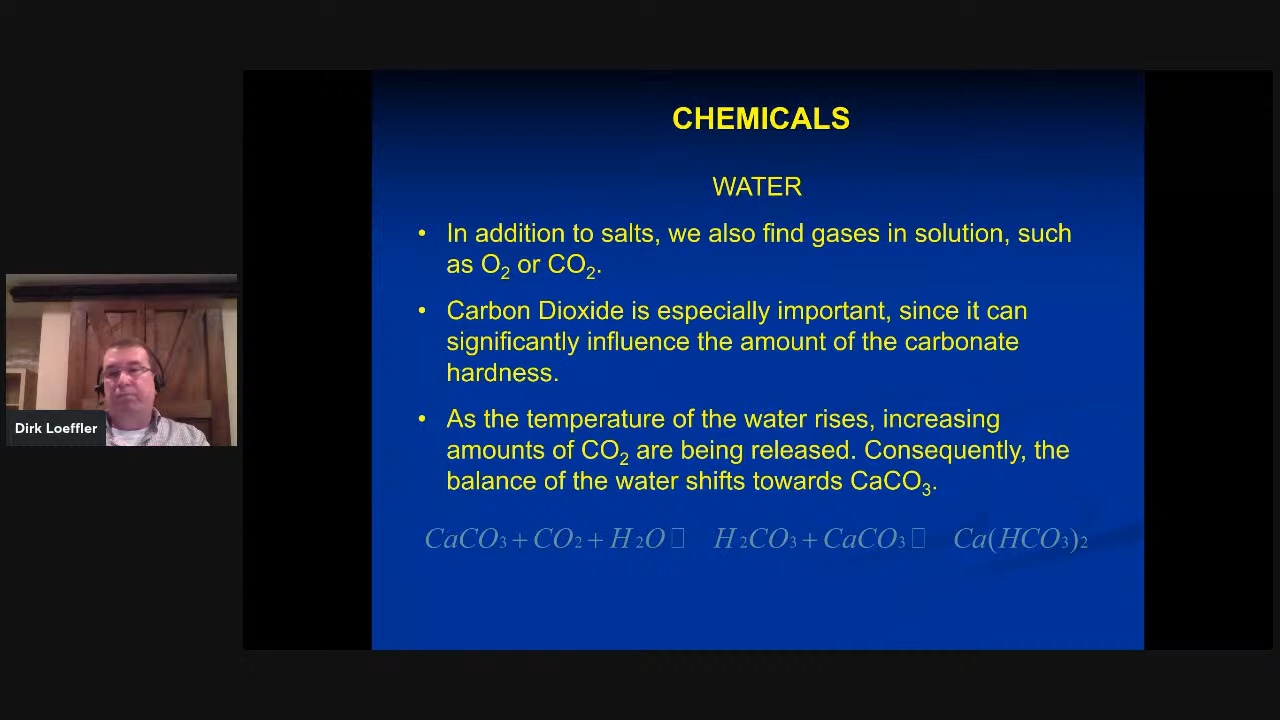 CHEMICALS
WATER
• In addition to salts, we also find gases in solution, such
as O₂ or CO₂.
• Carbon Dioxide is especially important, since it can
significantly influence the amount of the carbonate
hardness.
• As the temperature of the water rises, increasing
amounts of CO₂ are being released. Consequently, the
balance of the water shifts towards CaCO₃.
CaCO₃ + CO₂ + H₂O □ H₂CO₃ + CaCO₃ □ Ca(HCO₃)₂
Dirk Loeffler